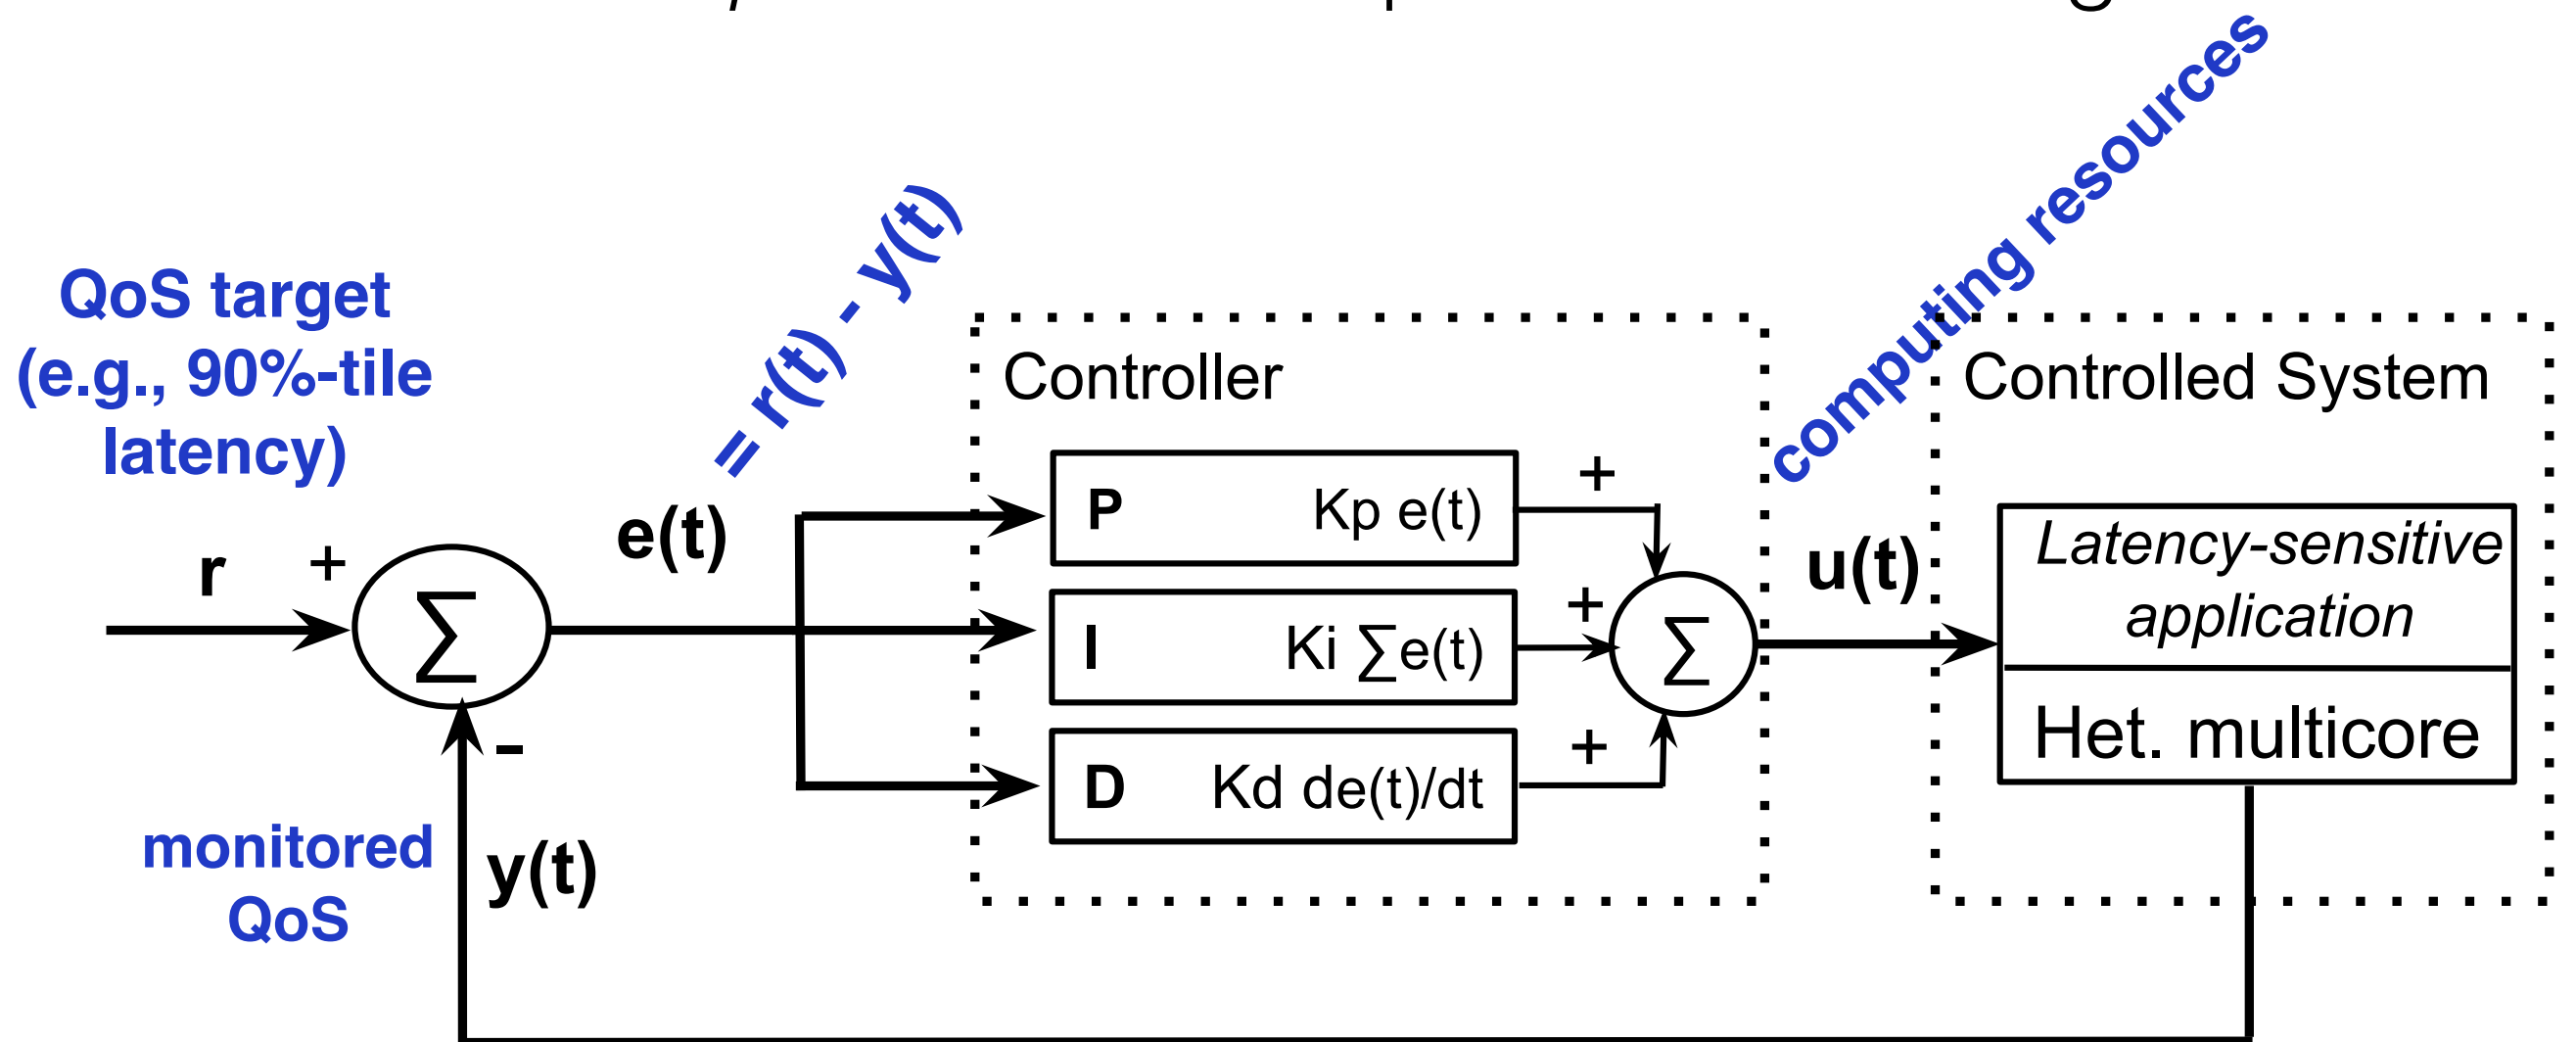 computing resources
= r(t) - y(t)
QoS target
(e.g., 90%-tile
latency)
Controller
Controlled System
r
+
∑
e(t)
P Kp e(t)
+
I Ki ∑e(t)
+
D Kd de(t)/dt
+
∑
u(t)
Latency-sensitive
application
Het. multicore
-
monitored
QoS
y(t)